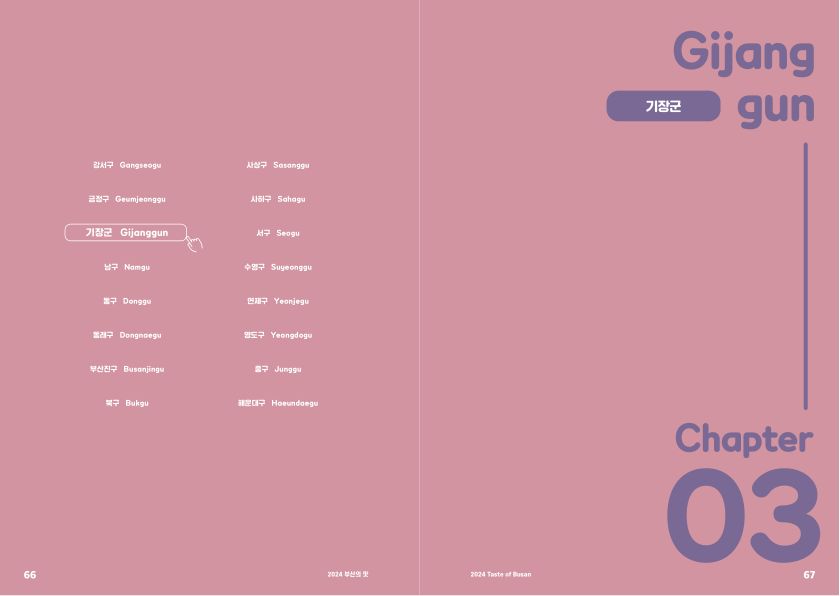 강서구 Gangseogu
금정구 Geumjeonggu
기장군 Gijanggun
남구 Namgu
동구 Donggu
동래구 Dongnaegu
부산진구 Busanjingu
북구 Bukgu
사상구 Sasanggu
사하구 Sahagu
서구 Seogu
수영구 Suyeonggu
연제구 Yeonjegu
영도구 Yeongdogu
중구 Junggu
해운대구 Haeundaegu
66
2024 부산의 맛
Gijang
기장군 gun
Chapter
03
2024 Taste of Busan
67